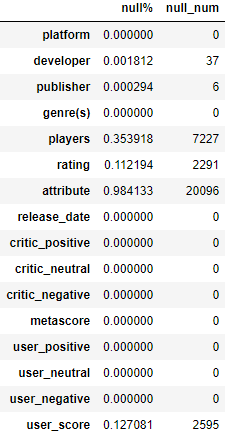 null% null_num
platform 0.000000 0
developer 0.001812 37
publisher 0.000294 6
genre(s) 0.000000 0
players 0.353918 7227
rating 0.112194 2291
attribute 0.984133 20096
release_date 0.000000 0
critic_positive 0.000000 0
critic_neutral 0.000000 0
critic_negative 0.000000 0
metascore 0.000000 0
user_positive 0.000000 0
user_neutral 0.000000 0
user_negative 0.000000 0
user_score 0.127081 2595